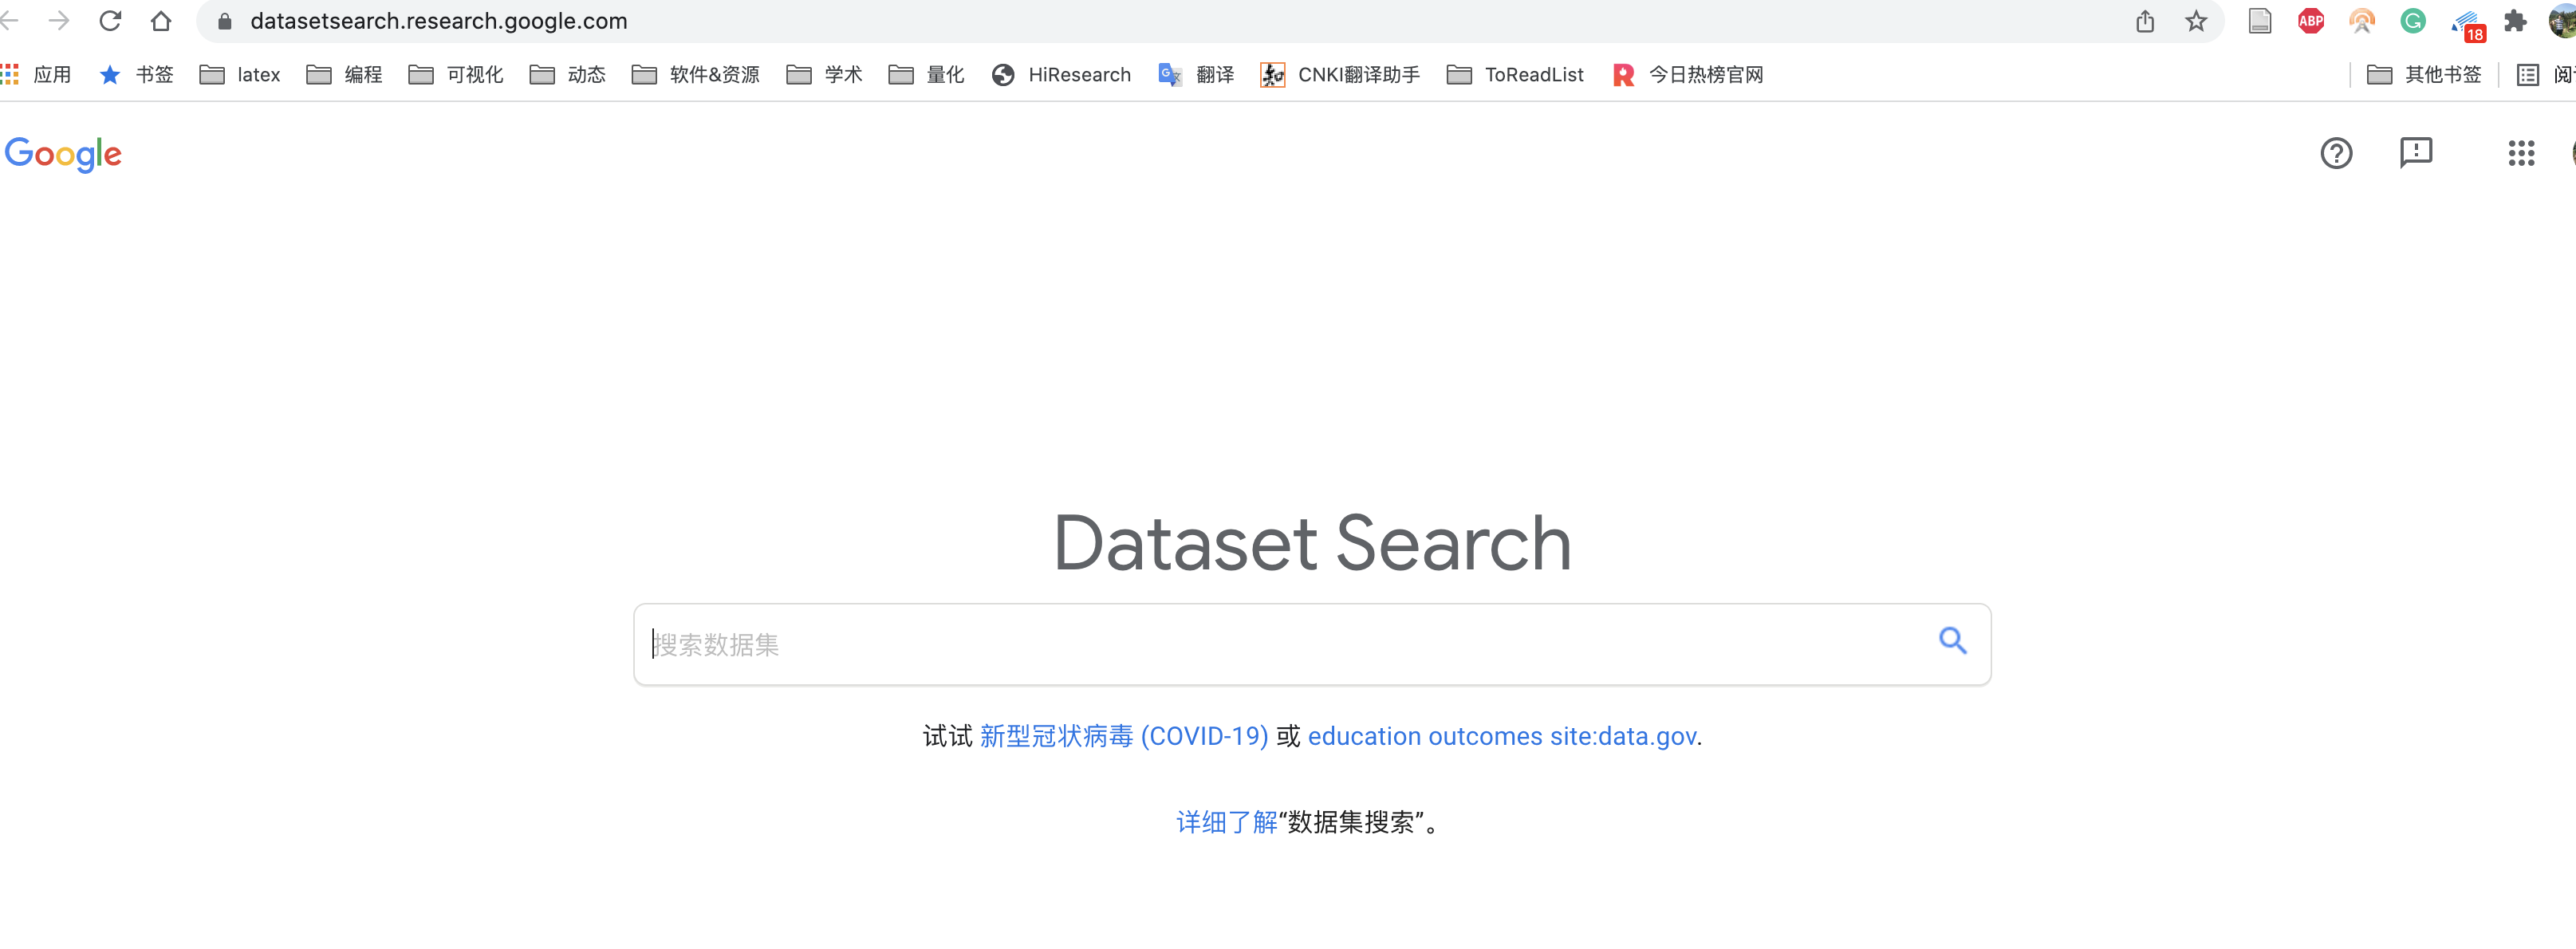 datasetsearch.research.google.com
ABP
18
应用 书签 latex 编程 可视化 动态 软件&资源 学术 量化 HiResearch 翻译 CNKI翻译助手 ToReadList 今日热榜官网 其他书签
Google
Dataset Search
搜索数据集
试试 新型冠状病毒 (COVID-19) 或 education outcomes site:data.gov.
详细了解“数据集搜索”。